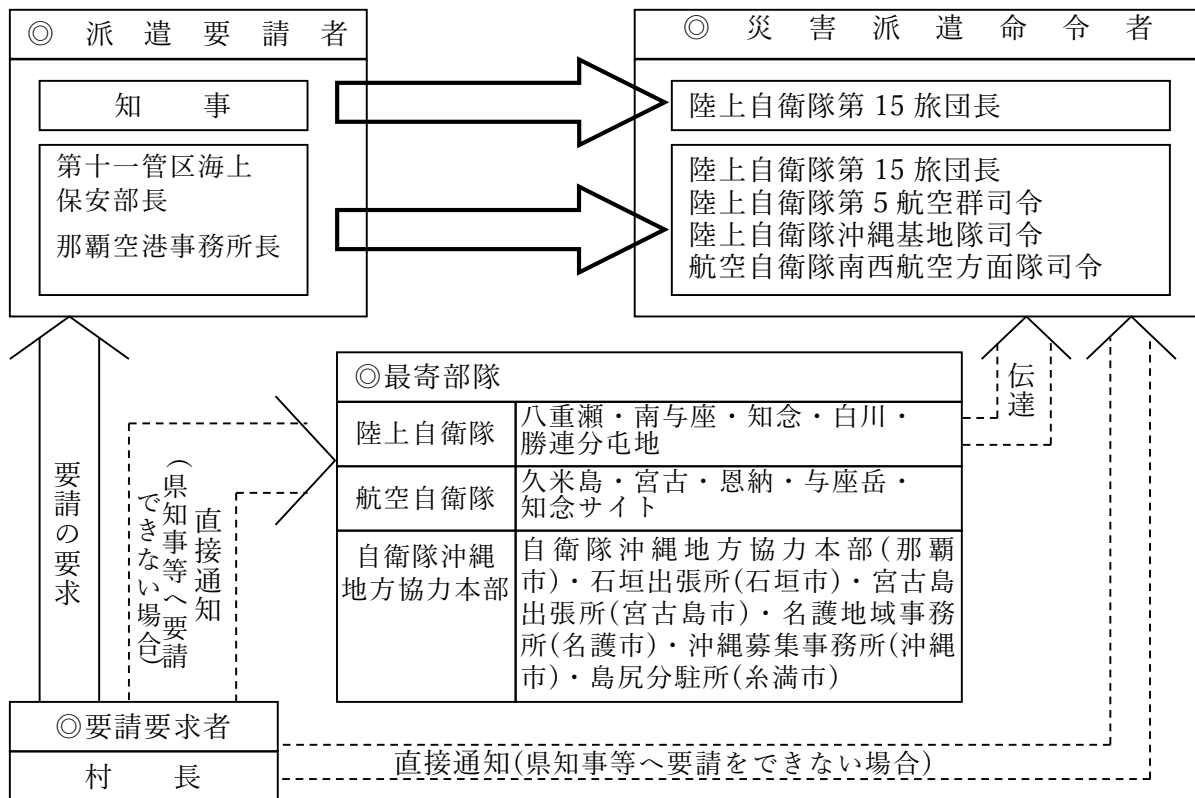 ◎派遣要請者
知事
第十一管区海上
保安部長
那覇空港事務所長
◎災害派遣命令者
陸上自衛隊第 15 旅団長
陸上自衛隊第 15 旅団長
陸上自衛隊第 5 航空群司令
陸上自衛隊沖縄基地隊司令
航空自衛隊南西航空方面隊司令
要請の要求
直接通知
(県知事等へ要請
できない場合)
◎最寄部隊
陸上自衛隊
八重瀬・南与座・知念・白川・
勝連分屯地
航空自衛隊
久米島・宮古・恩納・与座岳・
知念サイト
自衛隊沖縄
地方協力本部
自衛隊沖縄地方協力本部(那覇
市)・石垣出張所(石垣市)・宮古島
出張所(宮古島市)・名護地域事務
所(名護市)・沖縄募集事務所(沖縄
市)・島尻分駐所(糸満市)
伝達
◎要請要求者
村長
直接通知(県知事等へ要請をできない場合)